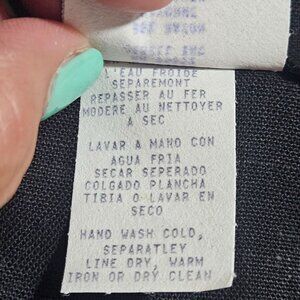 L'EAU FROIDE
SEPAREMONT
REPASSER AU FER
MODERE AU NETTOYER
A SEC
LAVAR A MANO CON
AGUA FRIA
SECAR SEPERADO
COLGADO PLANCHA
TIBIA O LAVAR EN
SECO
HAND WASH COLD,
SEPARATLEY
LINE DRY, WARM
IRON OR DRY CLEAN